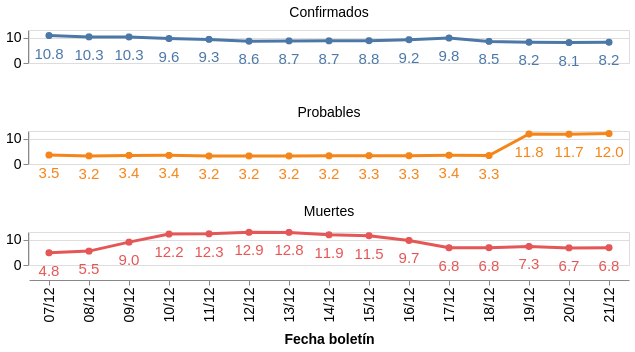 Confirmados
10
0
10.8 10.3 10.3 9.6 9.3 8.6 8.7 8.7 8.8 9.2 9.8 8.5 8.2 8.1 8.2
Probables
10
0
3.5 3.2 3.4 3.4 3.2 3.2 3.2 3.2 3.3 3.3 3.4 3.3 11.8 11.7 12.0
Muertes
10
0
4.8 5.5 9.0 12.2 12.3 12.9 12.8 11.9 11.5 9.7 6.8 6.8 7.3 6.7 6.8
07/12 08/12 09/12 10/12 11/12 12/12 13/12 14/12 15/12 16/12 17/12 18/12 19/12 20/12 21/12
Fecha boletín